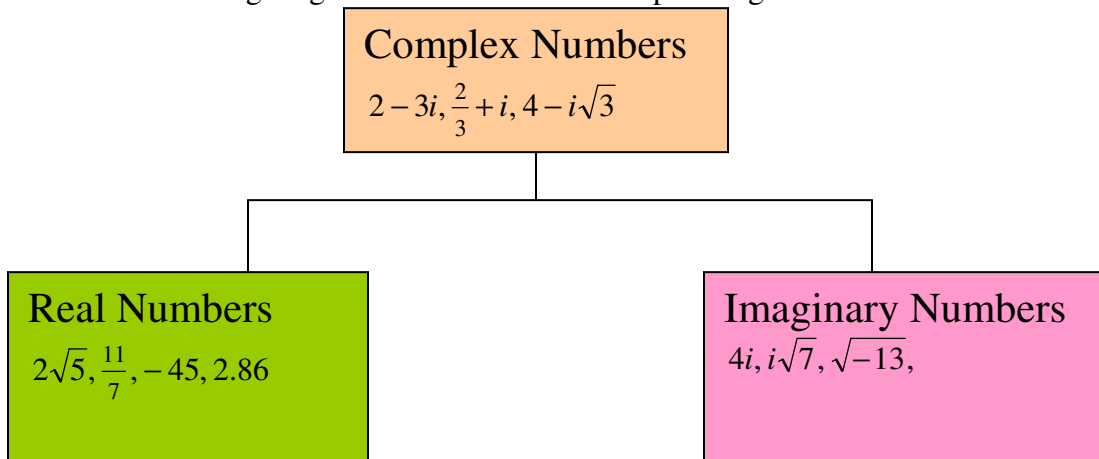 Complex Numbers
2 − 3i, 2/3 + i, 4 − i√3
Real Numbers
2√5, 11/7, − 45, 2.86
Imaginary Numbers
4i, i√7, √−13,